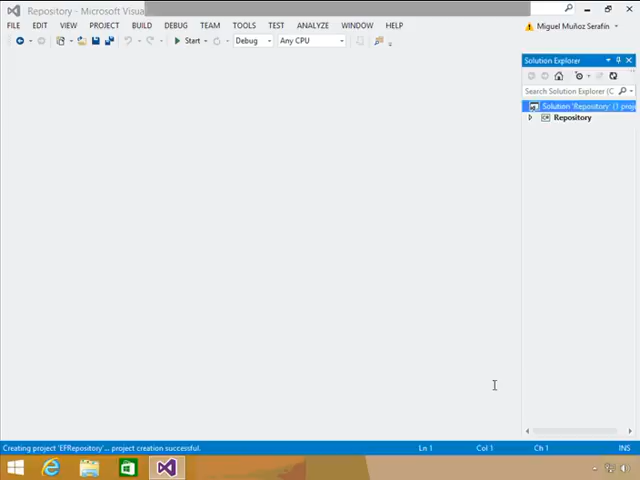 Repository - Microsoft Visu
FILE EDIT VIEW PROJECT BUILD DEBUG TEAM TOOLS TEST ANALYZE WINDOW HELP
Miguel Muñoz Serafín
Start Debug Any CPU
Solution Explorer
Search Solution Explorer (C
Solution 'Repository' (1 proje
Repository
Creating project 'EFRepository'... project creation successful.
Ln 1 Col 1 Ch 1 INS